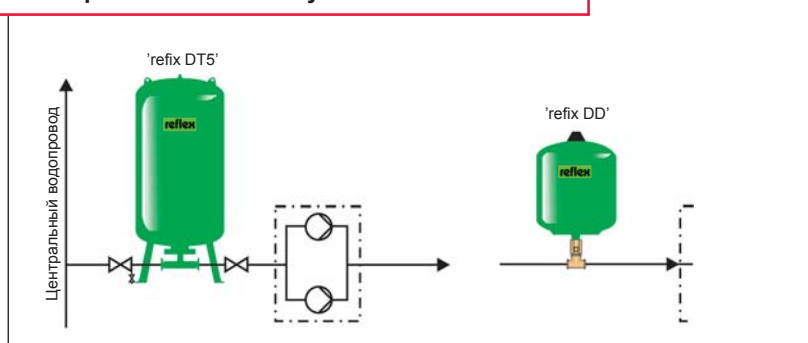 'refix DT5'
reflex
Центральный водопровод
'refix DD'
reflex